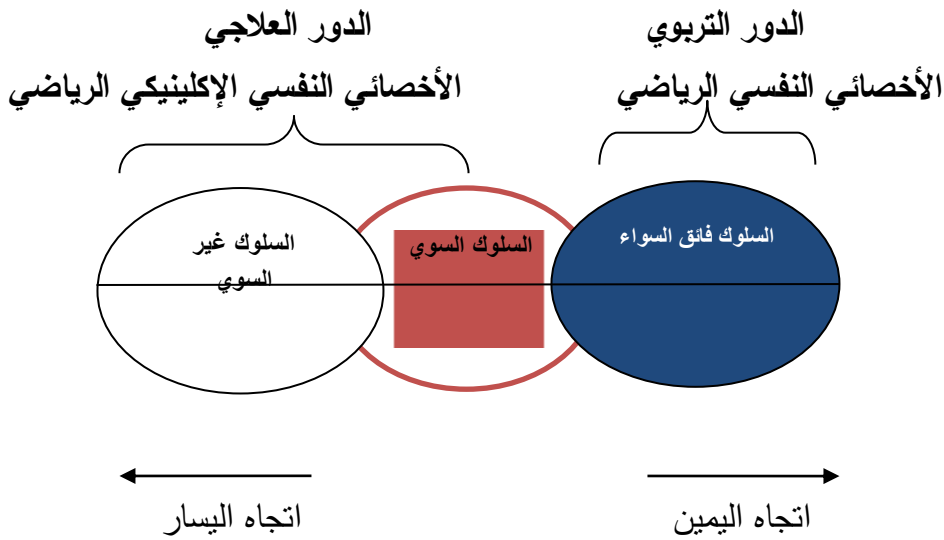 الدور التربوي
الأخصائي النفسي الرياضي
الدور العلاجي
الأخصائي النفسي الإكلينيكي الرياضي
السلوك فائق السواء
السلوك السوي
السلوك غير
السوي
اتجاه اليمين
اتجاه اليسار